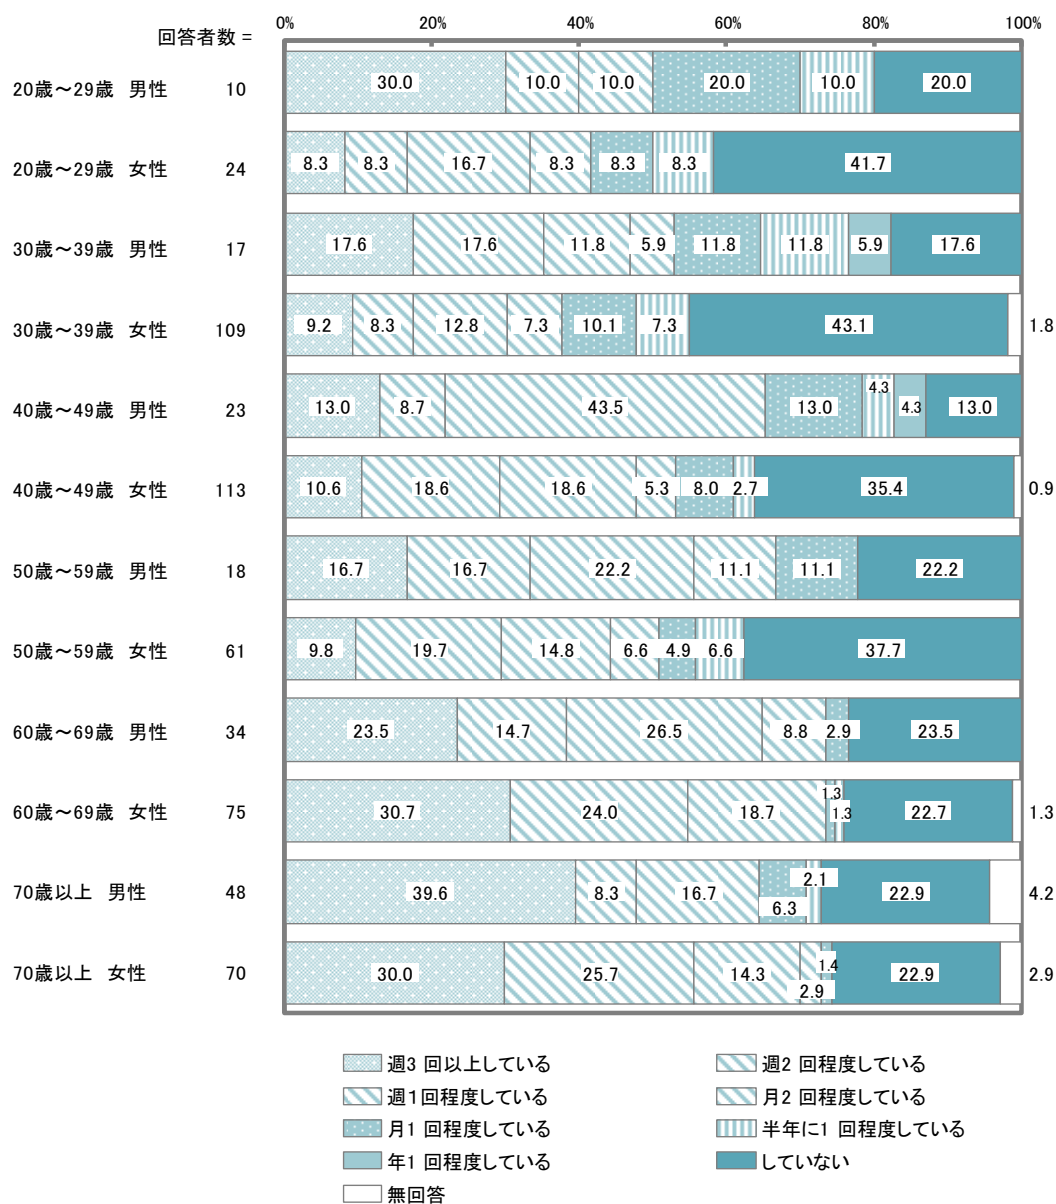 0% 20% 40% 60% 80% 100%
回答者数 =
20歳～29歳 男性 10 30.0 10.0 10.0 20.0 10.0 20.0
20歳～29歳 女性 24 8.3 8.3 16.7 8.3 8.3 8.3 41.7
30歳～39歳 男性 17 17.6 17.6 11.8 5.9 11.8 11.8 5.9 17.6
30歳～39歳 女性 109 9.2 8.3 12.8 7.3 10.1 7.3 43.1 1.8
40歳～49歳 男性 23 13.0 8.7 43.5 13.0 4.3 4.3 13.0
40歳～49歳 女性 113 10.6 18.6 18.6 5.3 8.0 2.7 35.4 0.9
50歳～59歳 男性 18 16.7 16.7 22.2 11.1 11.1 22.2
50歳～59歳 女性 61 9.8 19.7 14.8 6.6 4.9 6.6 37.7
60歳～69歳 男性 34 23.5 14.7 26.5 8.8 2.9 23.5
60歳～69歳 女性 75 30.7 24.0 18.7 1.3 1.3 22.7 1.3
70歳以上 男性 48 39.6 8.3 16.7 6.3 2.1 22.9 4.2
70歳以上 女性 70 30.0 25.7 14.3 2.9 1.4 22.9 2.9
週3 回以上している 週2 回程度している
週1回程度している 月2 回程度している
月1 回程度している 半年に1 回程度している
年1 回程度している していない
無回答